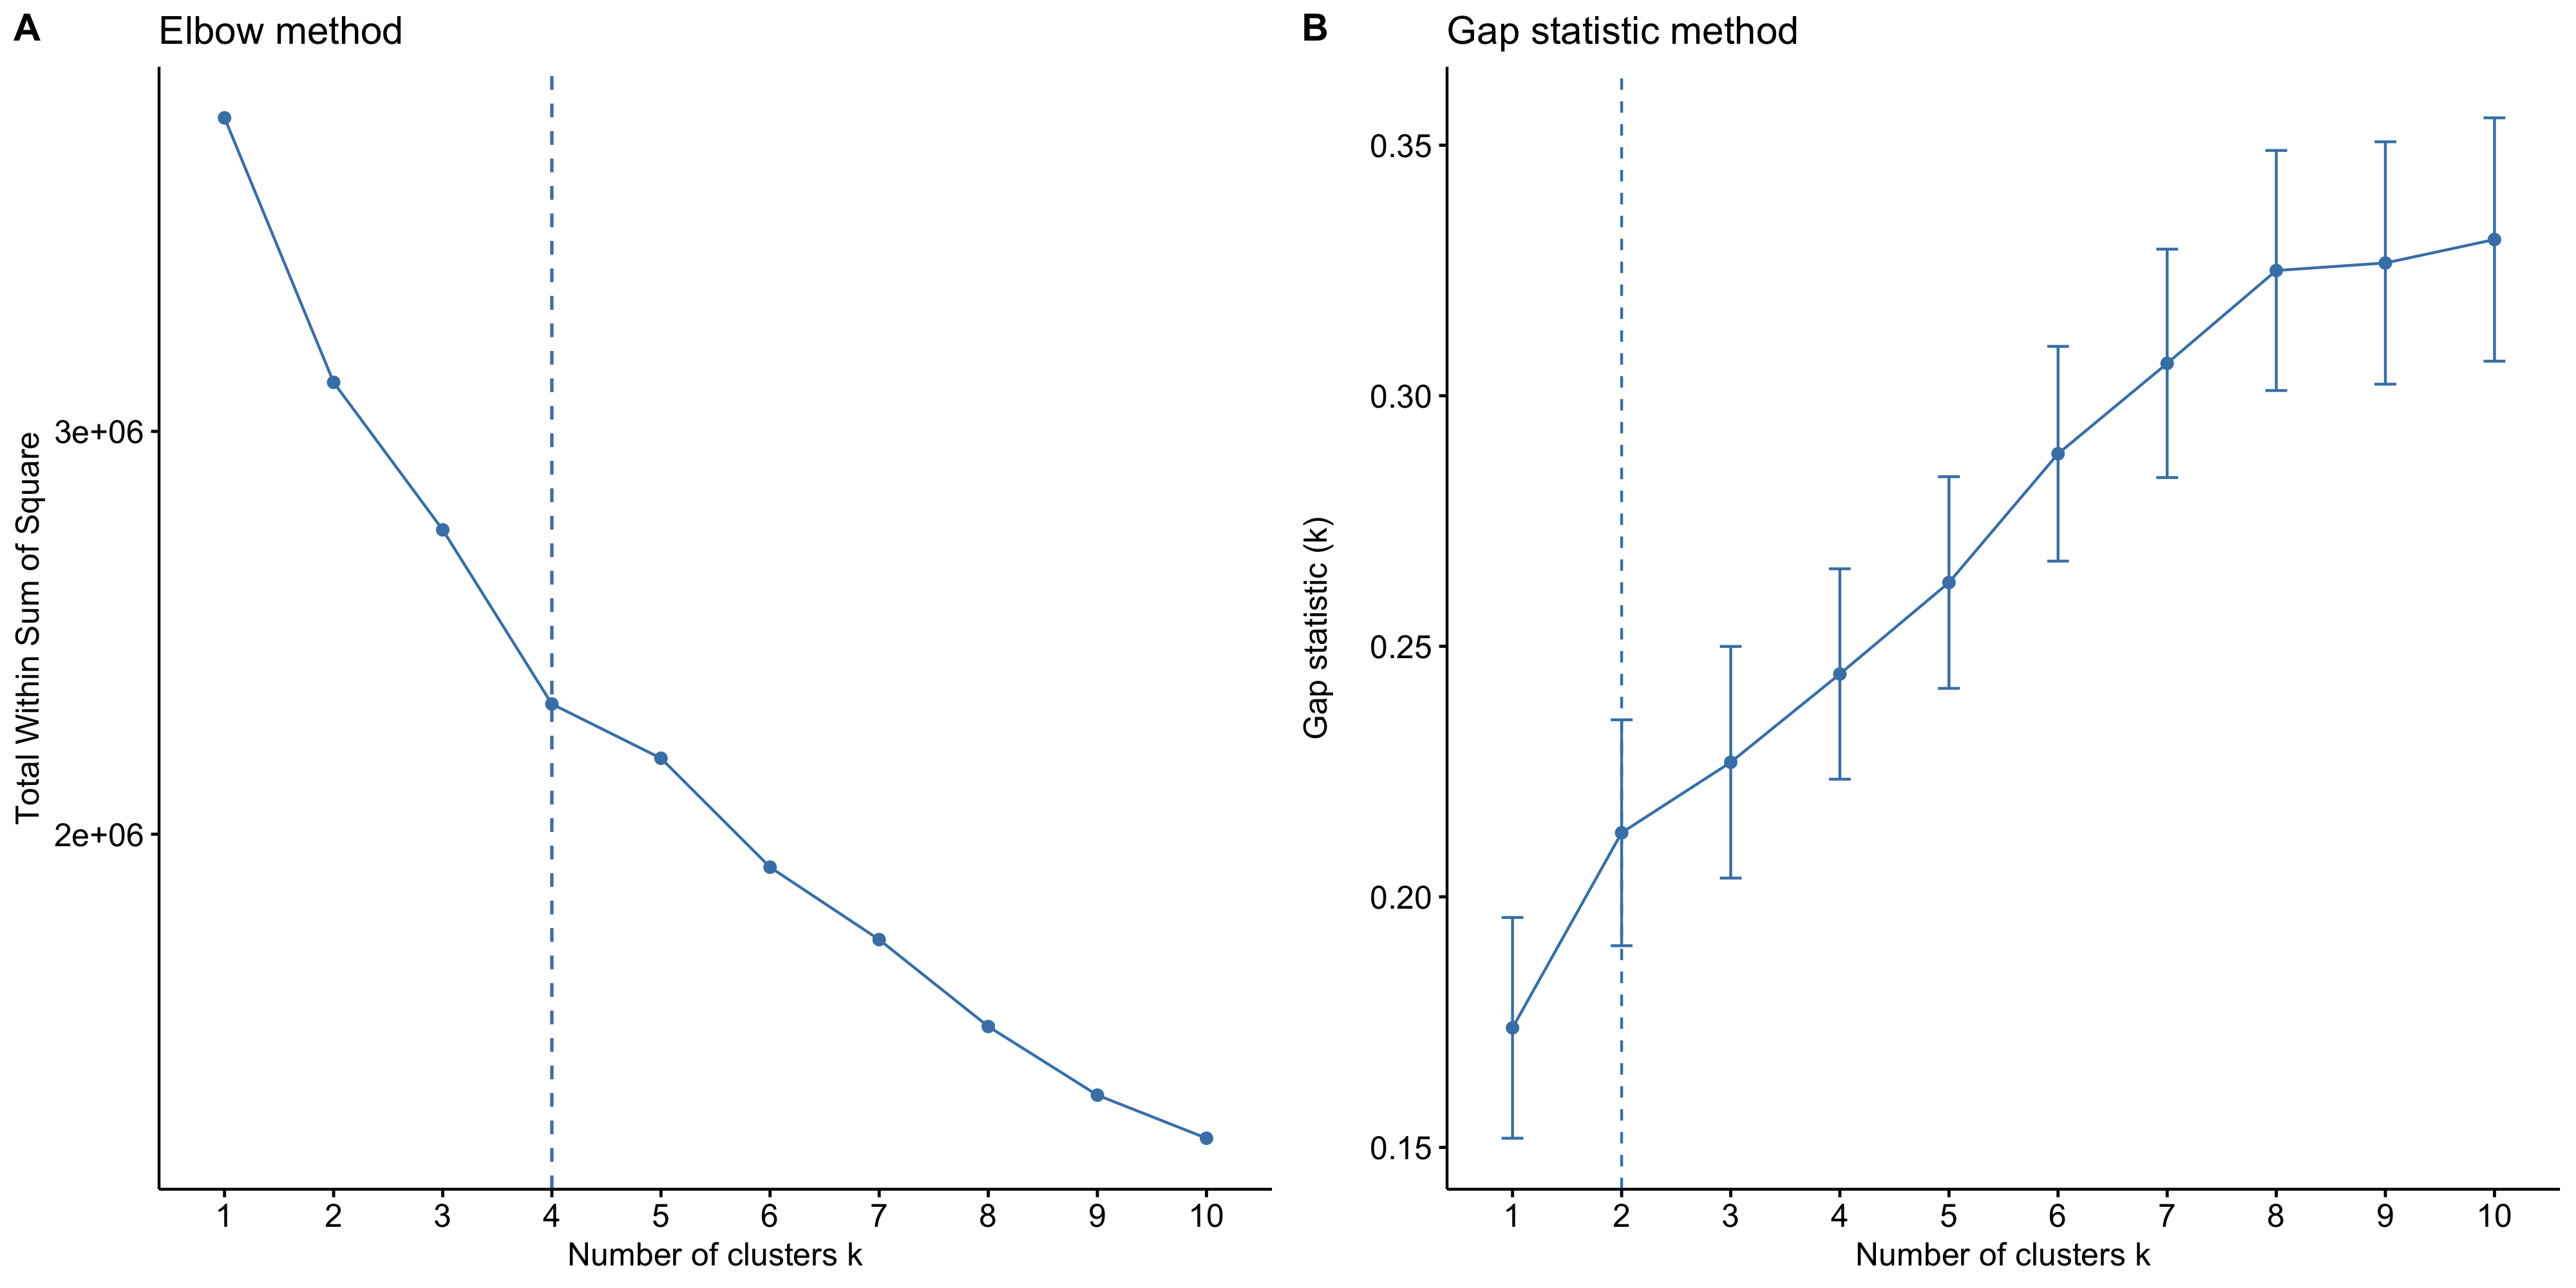 A
Elbow method
Total Within Sum of Square
3e+06
2e+06
1 2 3 4 5 6 7 8 9 10
Number of clusters k
B
Gap statistic method
Gap statistic (k)
0.35
0.30
0.25
0.20
0.15
1 2 3 4 5 6 7 8 9 10
Number of clusters k